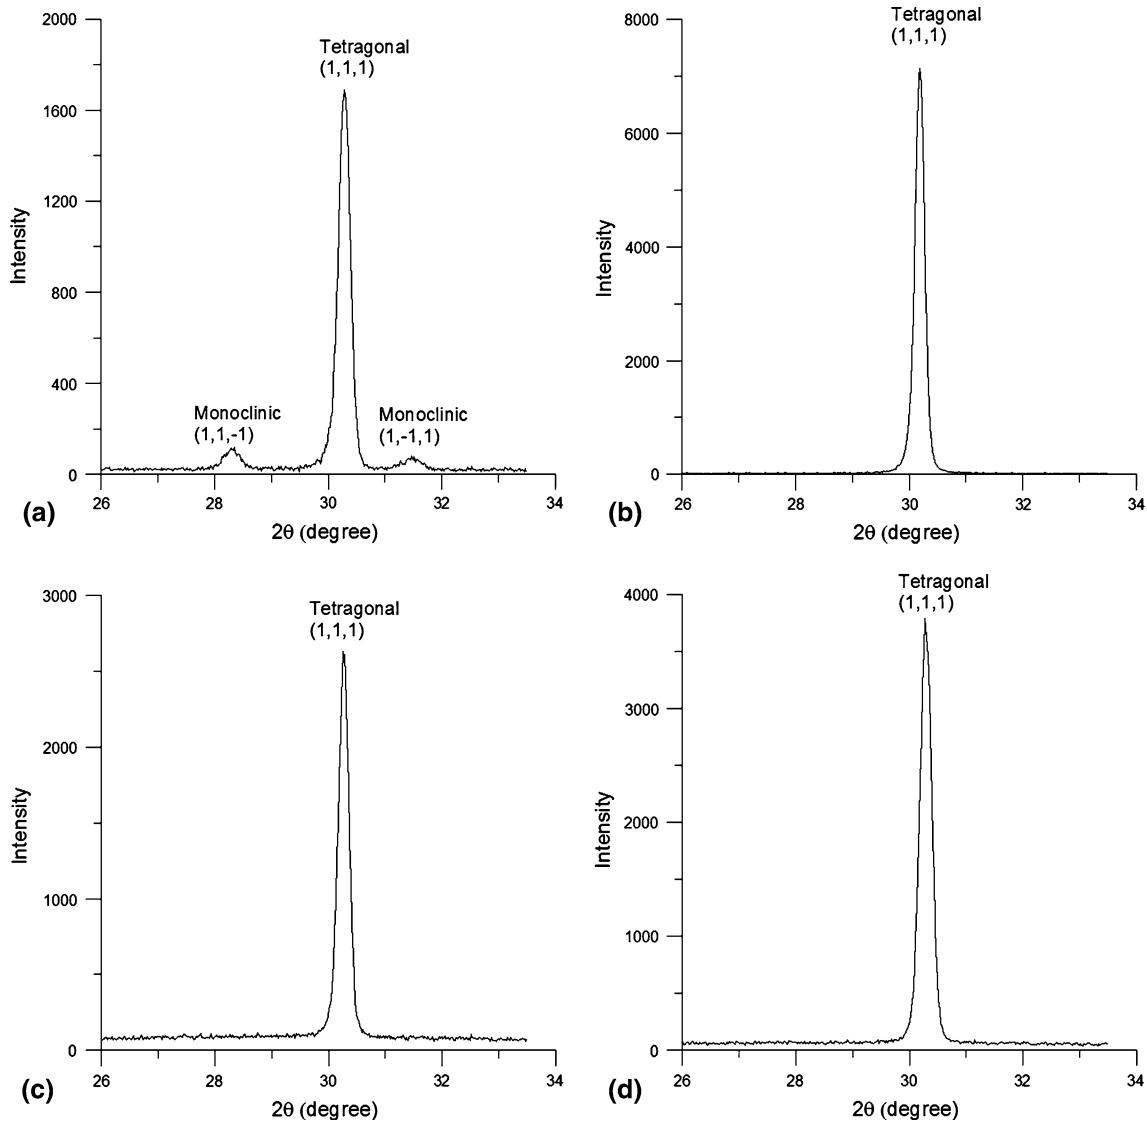 2000
1600
1200
800
400
0
Intensity
Tetragonal
(1,1,1)
Monoclinic
(1,1,-1)
Monoclinic
(1,-1,1)
26 28 30 32 34
2θ (degree)
(a)
8000
6000
4000
2000
0
Intensity
Tetragonal
(1,1,1)
26 28 30 32 34
2θ (degree)
(b)
3000
2000
1000
0
Intensity
Tetragonal
(1,1,1)
26 28 30 32 34
2θ (degree)
(c)
4000
3000
2000
1000
0
Intensity
Tetragonal
(1,1,1)
26 28 30 32 34
2θ (degree)
(d)